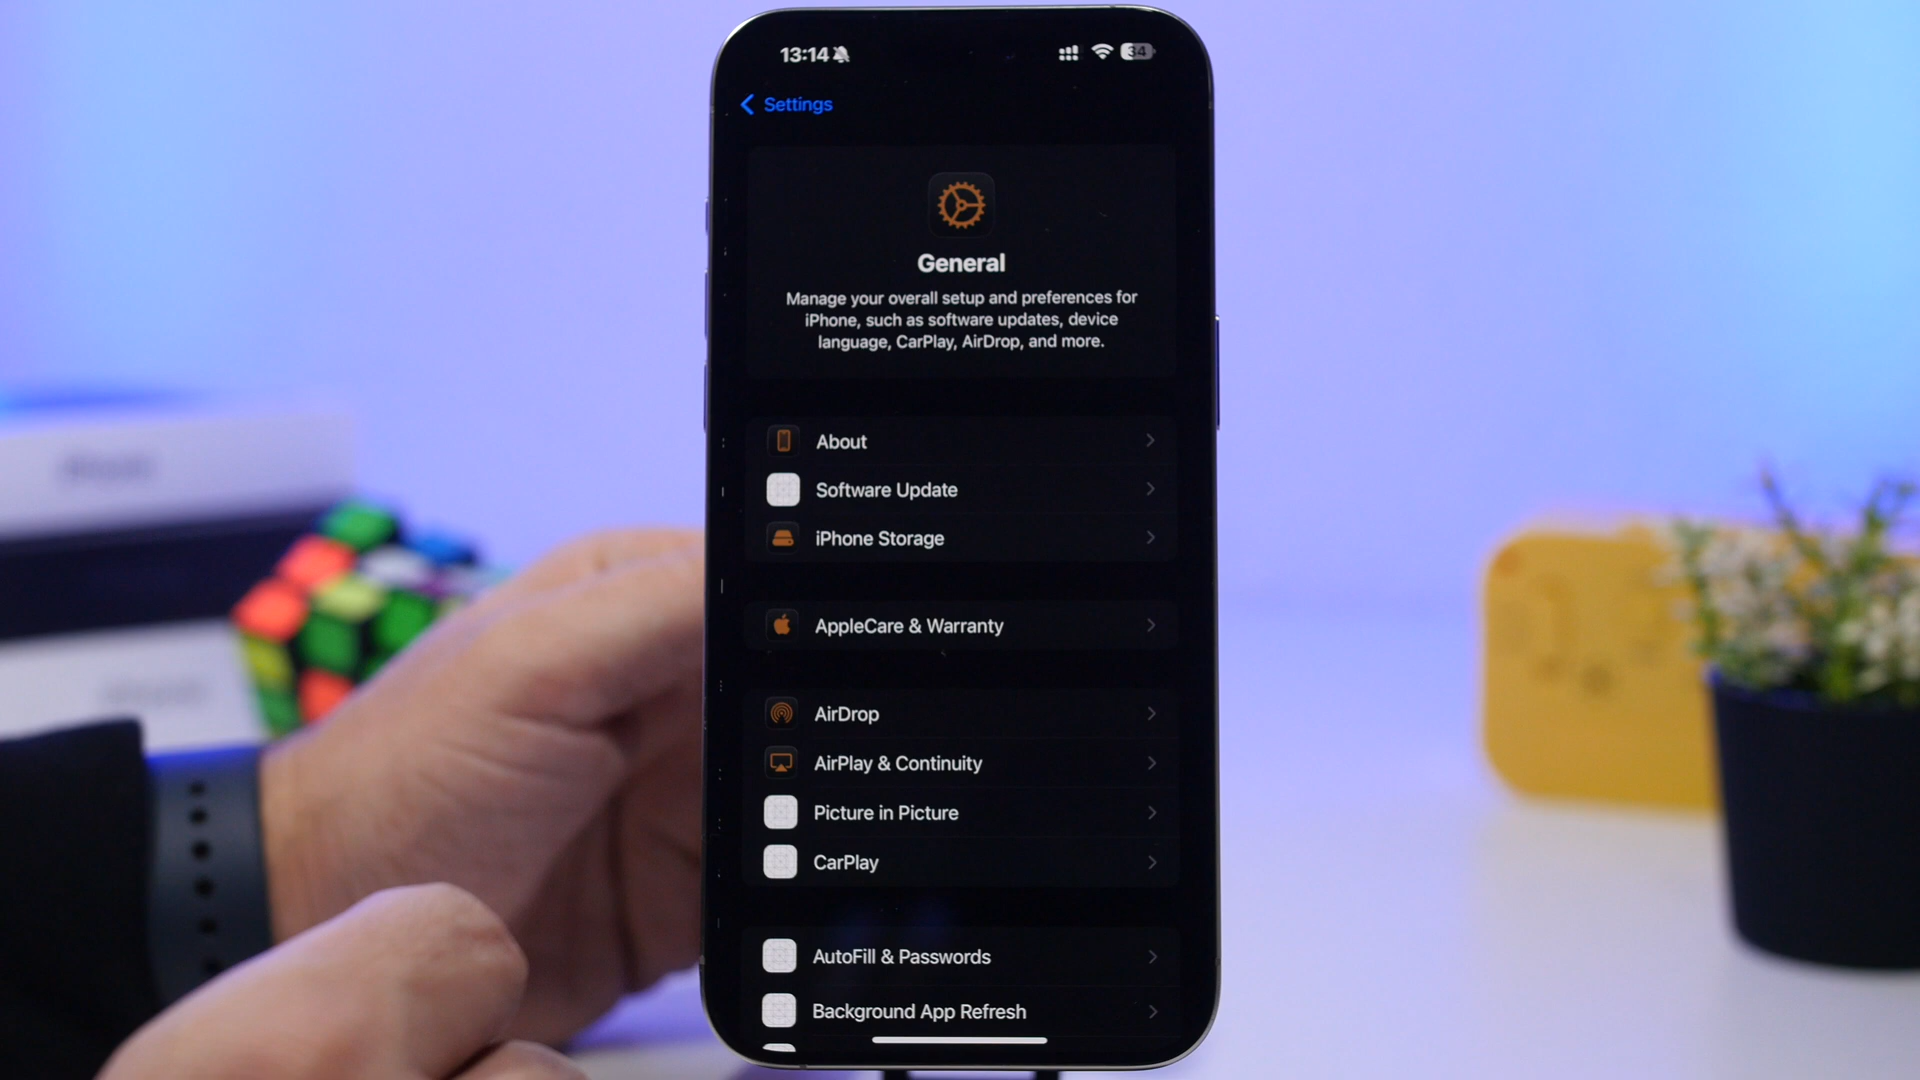 13:14
34
Settings
General
Manage your overall setup and preferences for
iPhone, such as software updates, device
language, CarPlay, AirDrop, and more.
About
Software Update
iPhone Storage
AppleCare & Warranty
AirDrop
AirPlay & Continuity
Picture in Picture
CarPlay
AutoFill & Passwords
Background App Refresh